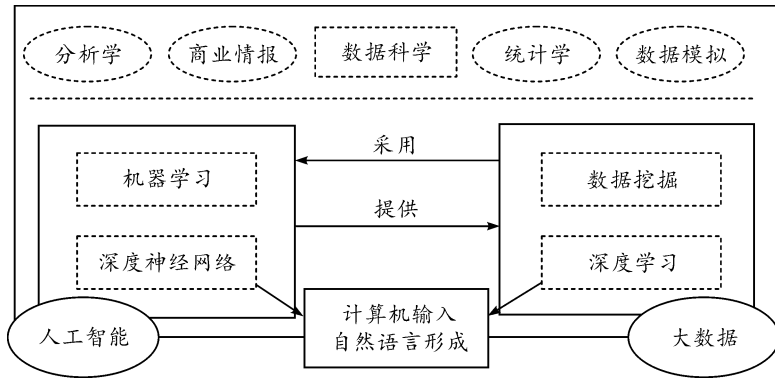 分析学
商业情报
数据科学
统计学
数据模拟
采用
机器学习
数据挖掘
提供
深度神经网络
深度学习
计算机输入
自然语言形成
人工智能
大数据